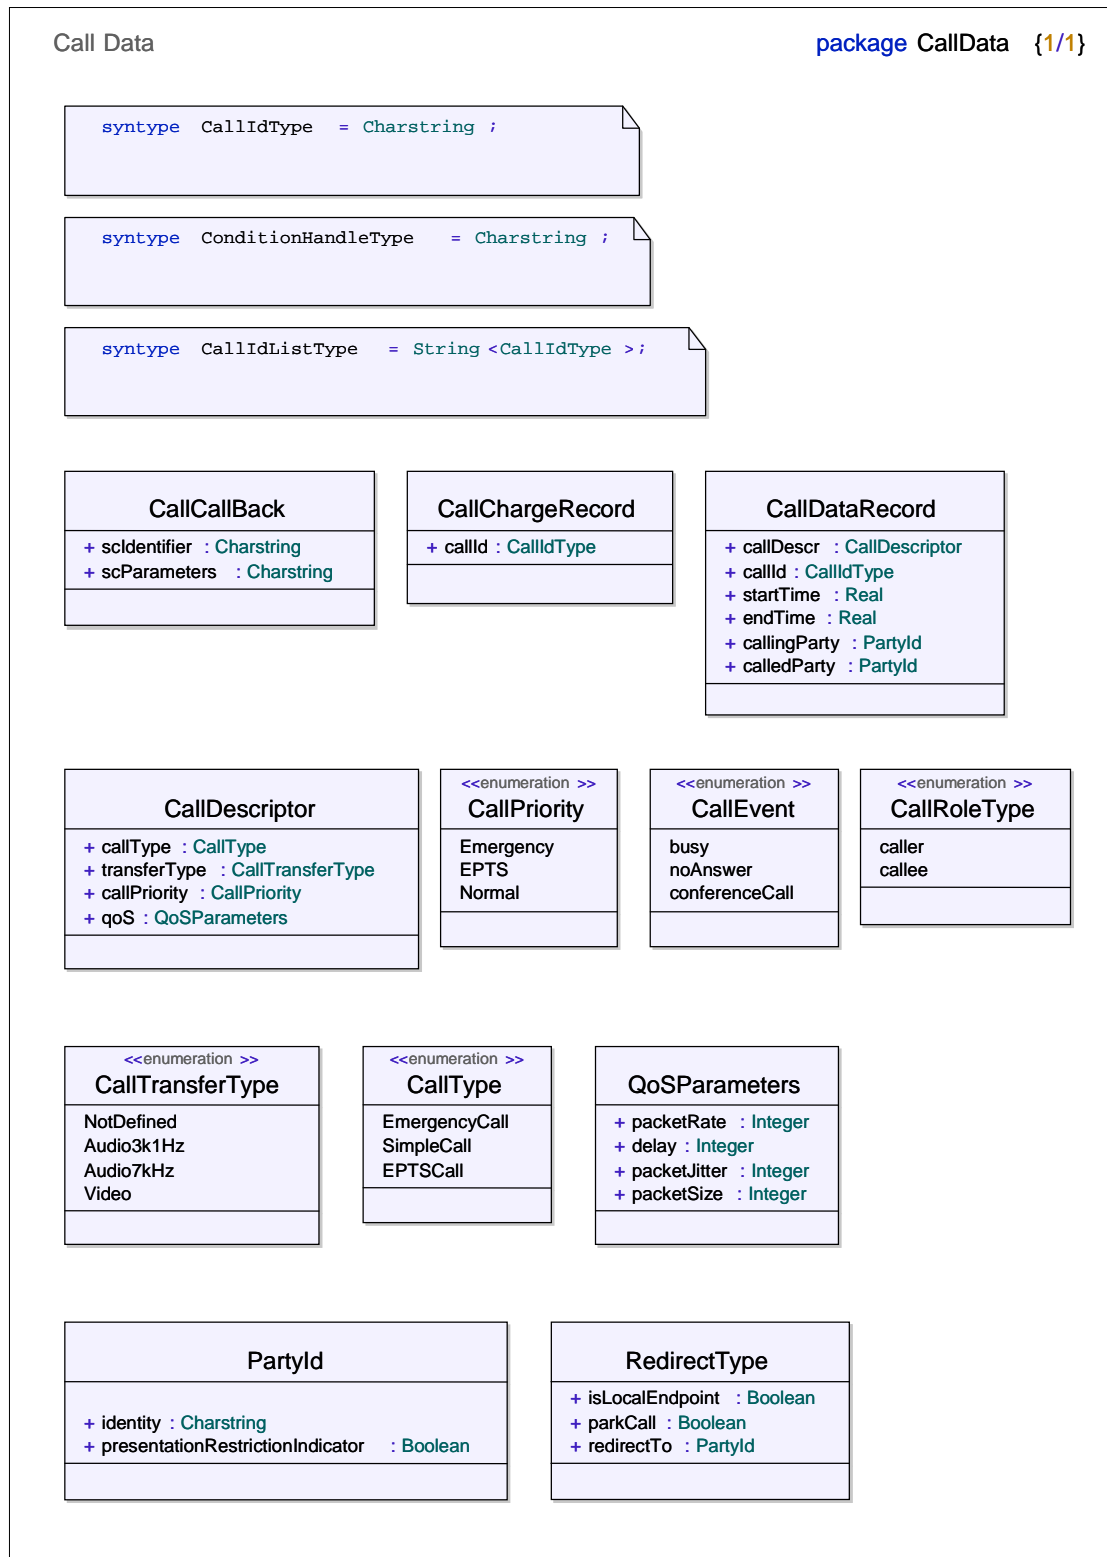 Call Data
package CallData {1/1}
syntype CallIdType = Charstring ;
syntype ConditionHandleType = Charstring ;
syntype CallIdListType = String <CallIdType >;
CallCallBack
+ scIdentifier : Charstring
+ scParameters : Charstring
CallChargeRecord
+ callId : CallIdType
CallDataRecord
+ callDescr : CallDescriptor
+ callId : CallIdType
+ startTime : Real
+ endTime : Real
+ callingParty : PartyId
+ calledParty : PartyId
CallDescriptor
+ callType : CallType
+ transferType : CallTransferType
+ callPriority : CallPriority
+ qoS : QoSParameters
<<enumeration >>
CallPriority
Emergency
EPTS
Normal
<<enumeration >>
CallEvent
busy
noAnswer
conferenceCall
<<enumeration >>
CallRoleType
caller
callee
<<enumeration >>
CallTransferType
NotDefined
Audio3k1Hz
Audio7kHz
Video
<<enumeration >>
CallType
EmergencyCall
SimpleCall
EPTSCall
QoSParameters
+ packetRate : Integer
+ delay : Integer
+ packetJitter : Integer
+ packetSize : Integer
PartyId
+ identity : Charstring
+ presentationRestrictionIndicator : Boolean
RedirectType
+ isLocalEndpoint : Boolean
+ parkCall : Boolean
+ redirectTo : PartyId